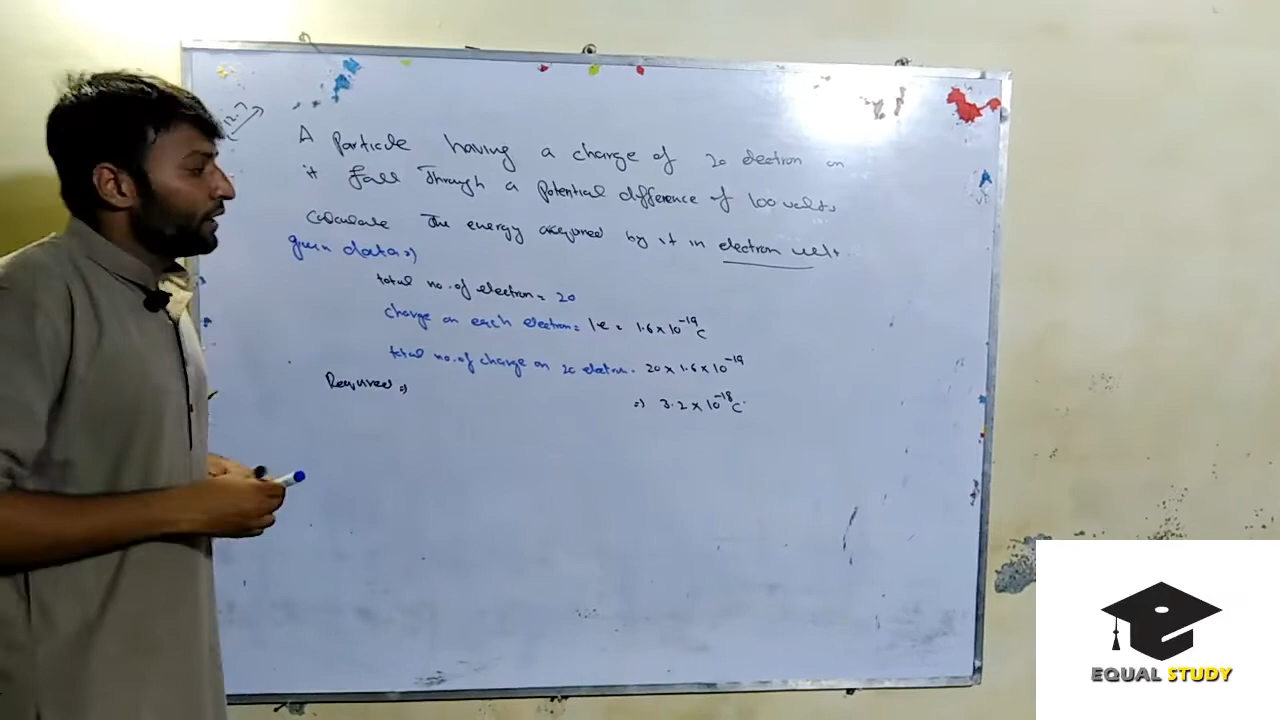 12.7
A Particle having a charge of 20 electron on
it fall Through a potential difference of 100 volts
Calculate The energy acquired by it in electron volt.
given data =)
total no. of electron = 20
charge on each electron = 1e = 1.6 x 10^-19 C
total no. of charge on 20 electron = 20 x 1.6 x 10^-19
=) 3.2 x 10^-18 C
Required =)
EQUAL STUDY